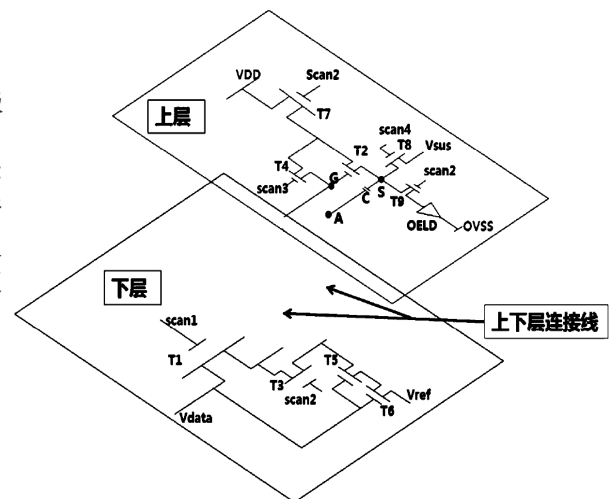 VDD
Scan2
上层
T7
scan4
T2
T8
Vsus
T4
G
scan2
scan3
S
C
T9
A
OELD
OVSS
下层
scan1
上下层连接线
T1
T5
T3
scan2
Vref
T6
Vdata